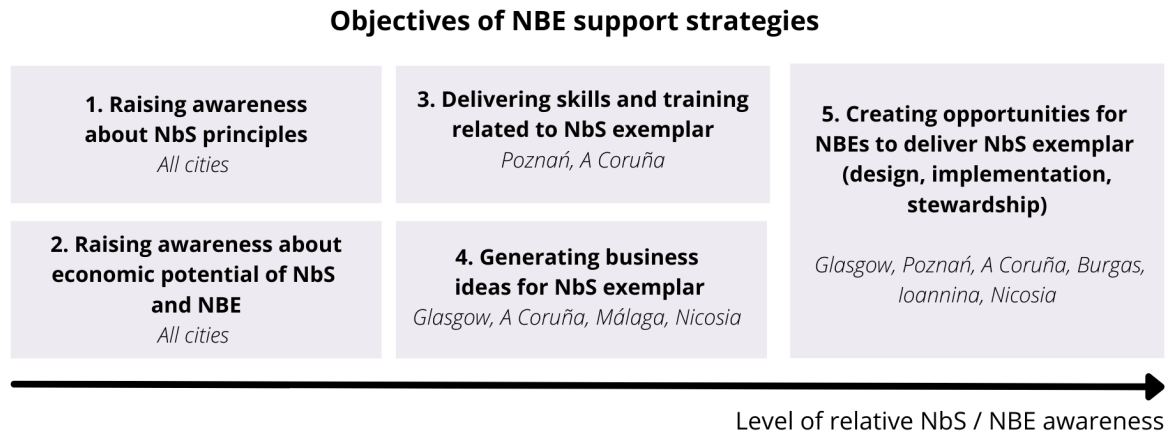 Objectives of NBE support strategies
1. Raising awareness
about NbS principles
All cities
2. Raising awareness about
economic potential of NbS
and NBE
All cities
3. Delivering skills and training
related to NbS exemplar
Poznań, A Coruña
4. Generating business
ideas for NbS exemplar
Glasgow, A Coruña, Málaga, Nicosia
5. Creating opportunities for
NBEs to deliver NbS exemplar
(design, implementation,
stewardship)
Glasgow, Poznań, A Coruña, Burgas,
Ioannina, Nicosia
Level of relative NbS / NBE awareness